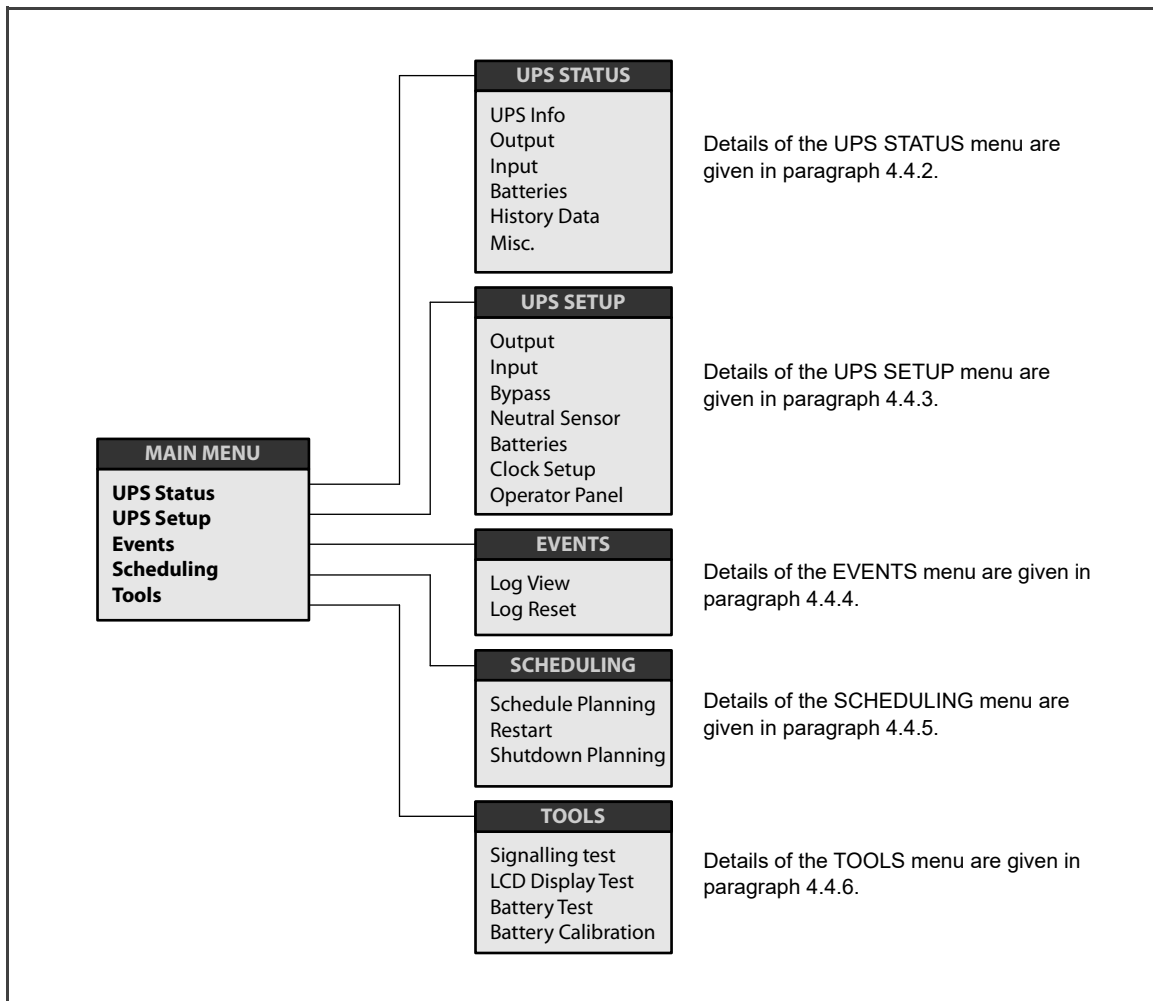 UPS STATUS
UPS Info
Output
Input
Batteries
History Data
Misc.
Details of the UPS STATUS menu are
given in paragraph 4.4.2.
UPS SETUP
Output
Input
Bypass
Neutral Sensor
Batteries
Clock Setup
Operator Panel
Details of the UPS SETUP menu are
given in paragraph 4.4.3.
MAIN MENU
UPS Status
UPS Setup
Events
Scheduling
Tools
EVENTS
Log View
Log Reset
Details of the EVENTS menu are given in
paragraph 4.4.4.
SCHEDULING
Schedule Planning
Restart
Shutdown Planning
Details of the SCHEDULING menu are
given in paragraph 4.4.5.
TOOLS
Signalling test
LCD Display Test
Battery Test
Battery Calibration
Details of the TOOLS menu are given in
paragraph 4.4.6.